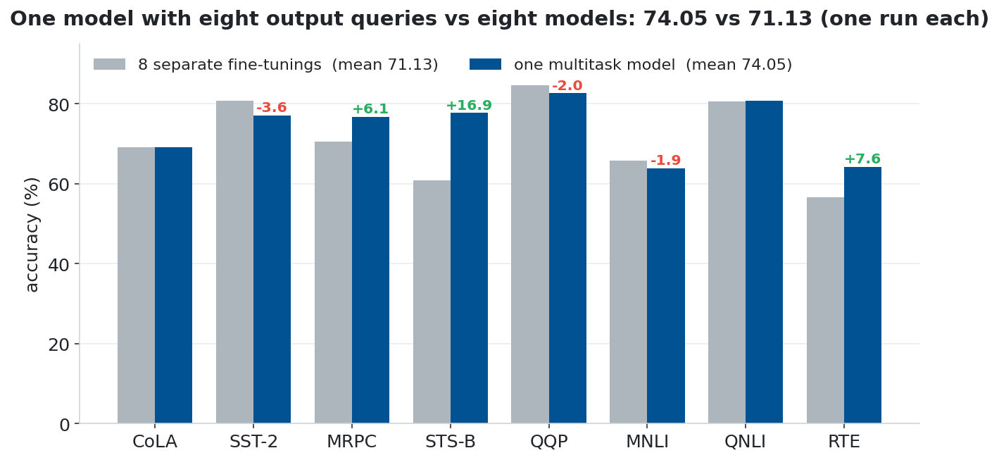 One model with eight output queries vs eight models: 74.05 vs 71.13 (one run each)
8 separate fine-tunings (mean 71.13)
one multitask model (mean 74.05)
accuracy (%)
80
60
40
20
0
-3.6
+6.1
+16.9
-2.0
-1.9
+7.6
CoLA
SST-2
MRPC
STS-B
QQP
MNLI
QNLI
RTE